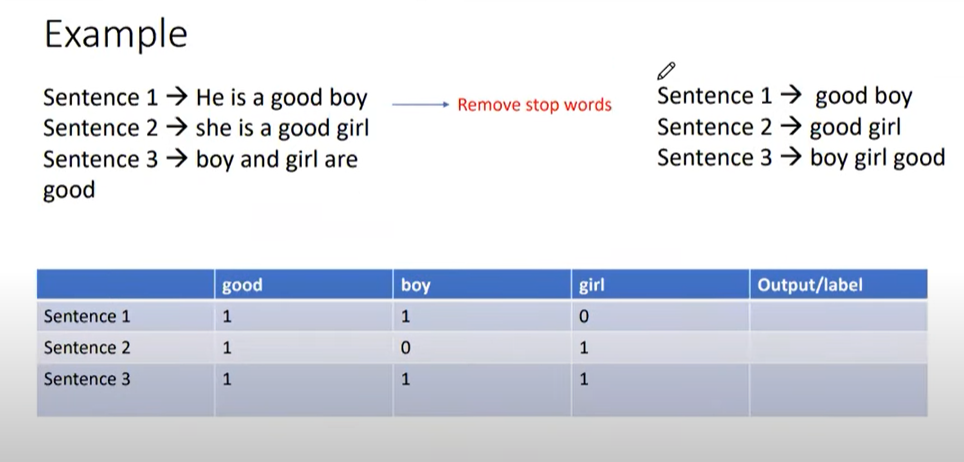 Example
Sentence 1 → He is a good boy
Sentence 2 → she is a good girl
Sentence 3 → boy and girl are
good
Remove stop words
Sentence 1 → good boy
Sentence 2 → good girl
Sentence 3 → boy girl good
good boy girl Output/label
Sentence 1 1 1 0
Sentence 2 1 0 1
Sentence 3 1 1 1